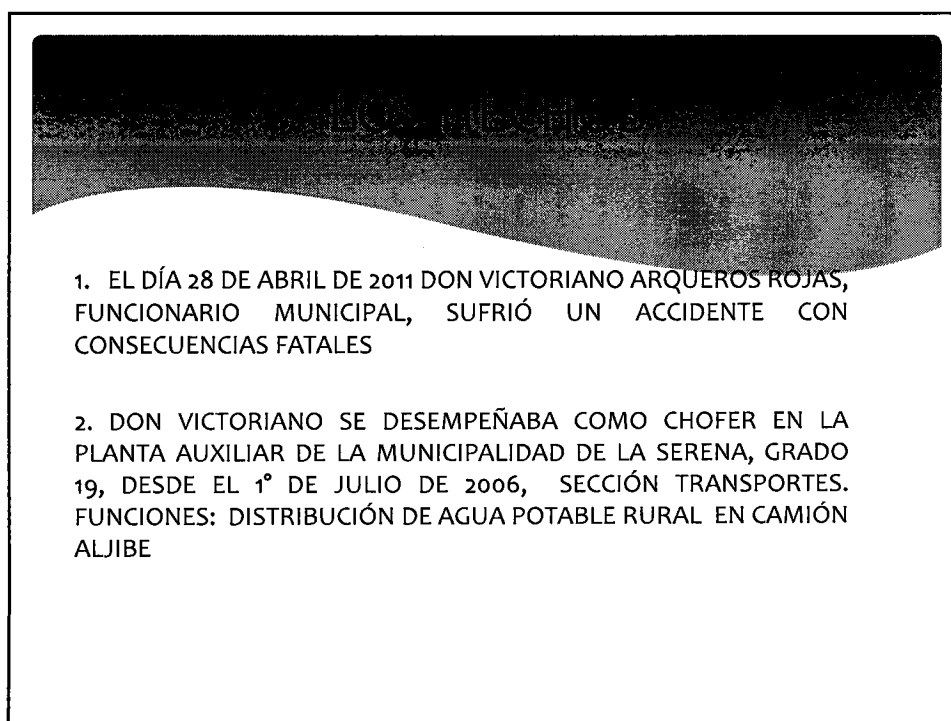 LOS HECHOS
1. EL DÍA 28 DE ABRIL DE 2011 DON VICTORIANO ARQUEROS ROJAS,
FUNCIONARIO MUNICIPAL, SUFRIÓ UN ACCIDENTE CON
CONSECUENCIAS FATALES
2. DON VICTORIANO SE DESEMPEÑABA COMO CHOFER EN LA
PLANTA AUXILIAR DE LA MUNICIPALIDAD DE LA SERENA, GRADO
19, DESDE EL 1° DE JULIO DE 2006, SECCIÓN TRANSPORTES.
FUNCIONES: DISTRIBUCIÓN DE AGUA POTABLE RURAL EN CAMIÓN
ALJIBE